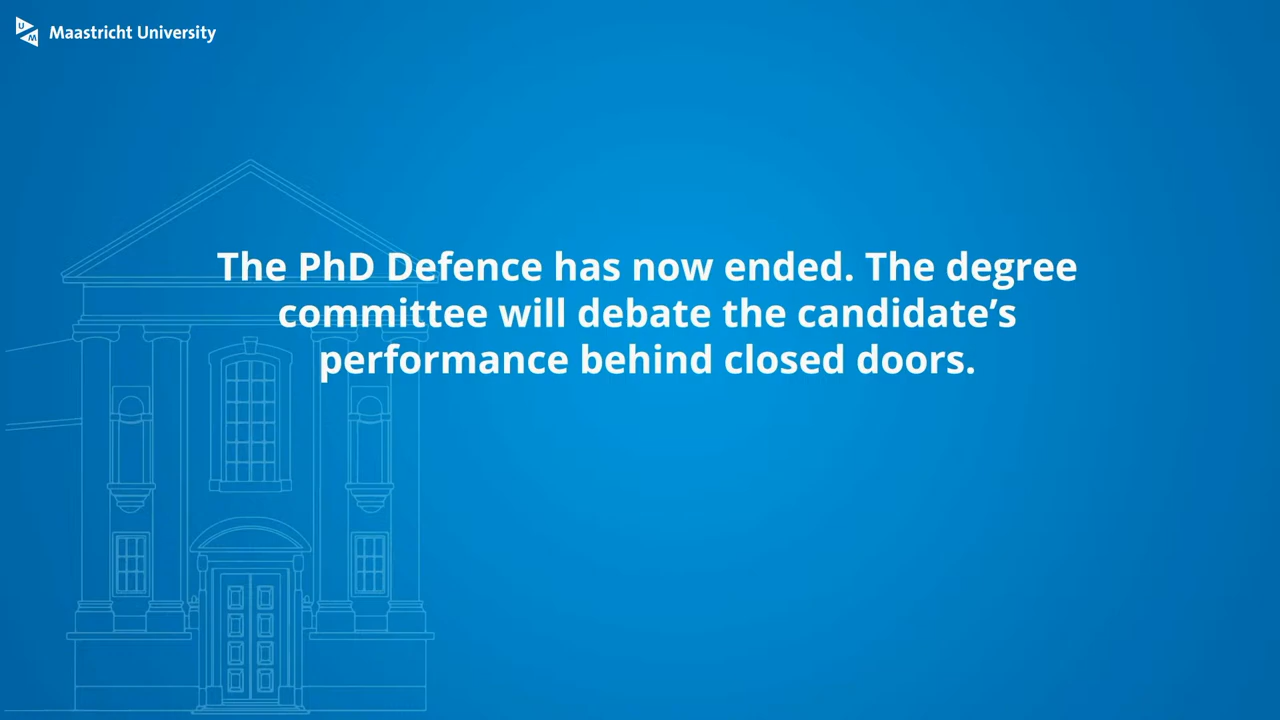 UM
Maastricht University
The PhD Defence has now ended. The degree
committee will debate the candidate’s
performance behind closed doors.